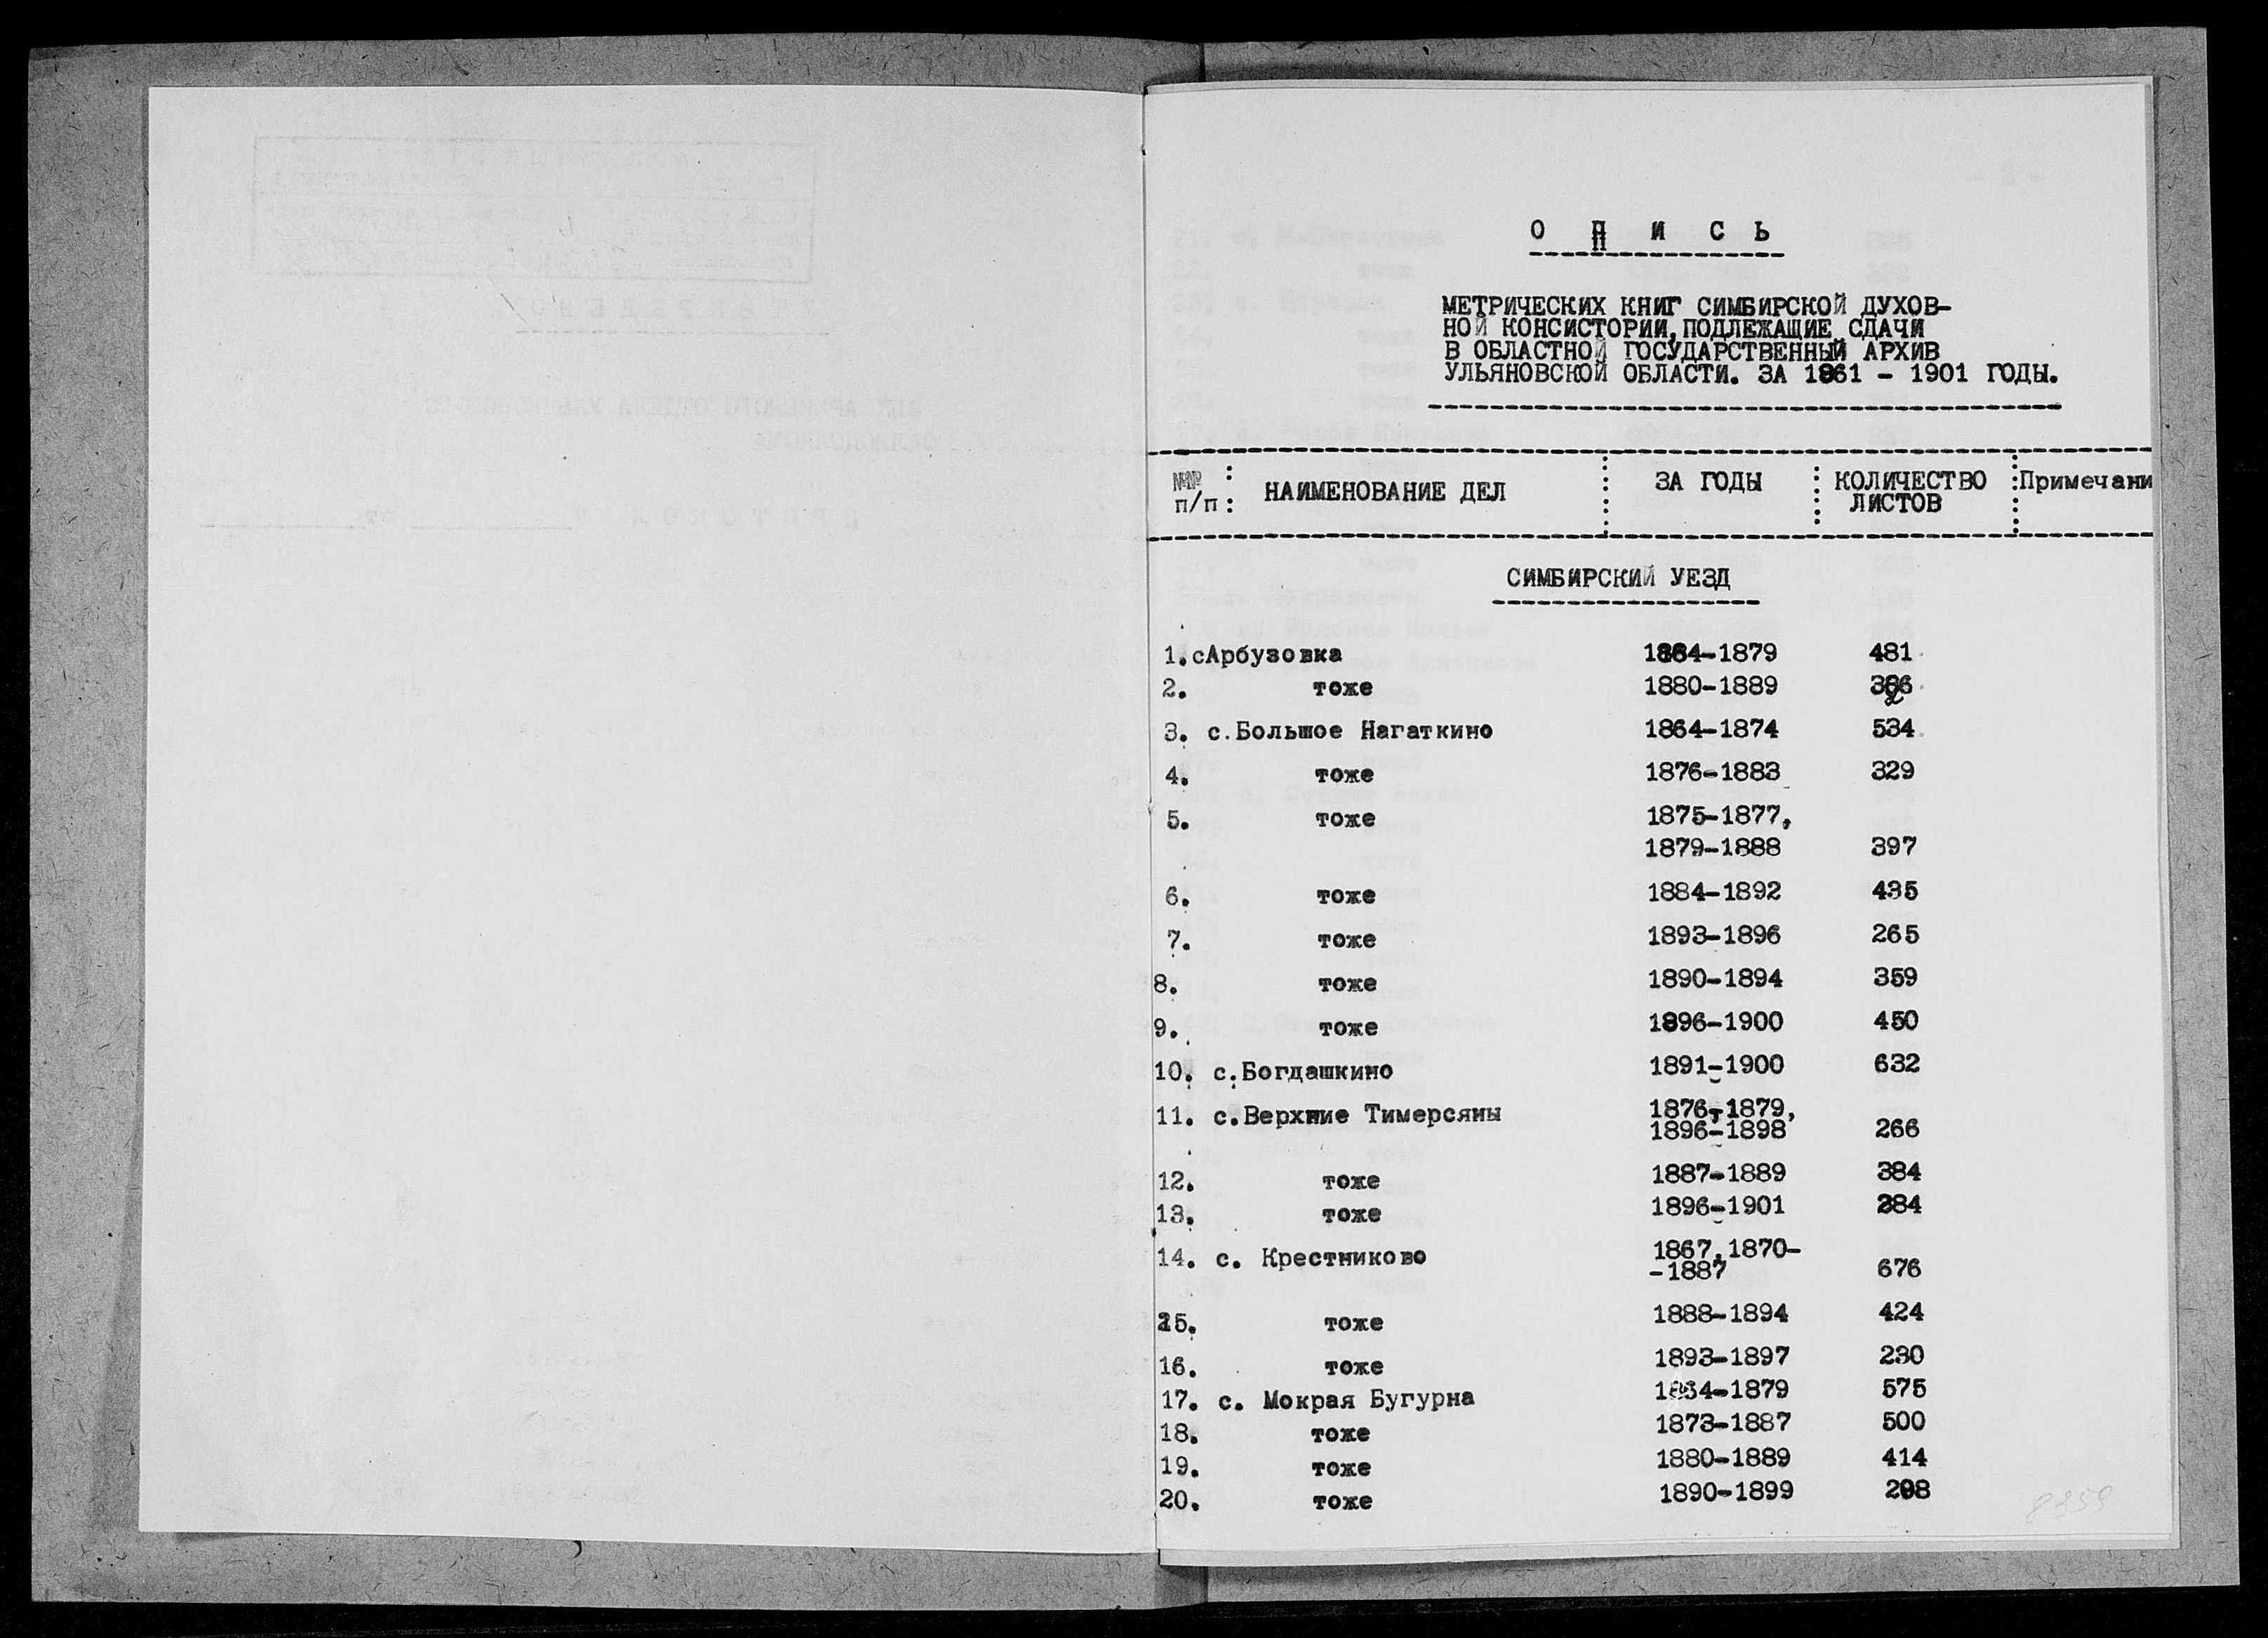 О П И С Ь
МЕТРИЧЕСКИХ КНИГ СИМБИРСКОЙ ДУХОВ-
НОЙ КОНСИСТОРИИ, ПОДЛЕЖАЩИЕ СДАЧИ
В ОБЛАСТНОЙ ГОСУДАРСТВЕННЫЙ АРХИВ
УЛЬЯНОВСКОЙ ОБЛАСТИ. ЗА 1861 - 1901 ГОДЫ.
№№ п/п : НАИМЕНОВАНИЕ ДЕЛ : ЗА ГОДЫ : КОЛИЧЕСТВО ЛИСТОВ : Примечани
СИМБИРСКИЙ УЕЗД
1. сАрбузовка 1864-1879 481
2. тоже 1880-1889
3. с.Большое Нагаткино 1864-1874 534
4. тоже 1876-1883 329
5. тоже 1875-1877,
1879-1888 397
6. тоже 1884-1892 435
7. тоже 1893-1896 265
8. тоже 1890-1894 359
9. тоже 1896-1900 450
10. с.Богдашкино 1891-1900 632
11. с.Верхние Тимерсяны 1876-1879,
1896-1898 266
12. тоже 1887-1889 384
13. тоже 1896-1901 284
14. с. Крестниково 1867,1870-
-1887 676
15. тоже 1888-1894 424
16. тоже 1893-1897 230
17. с. Мокрая Бугурна 1864-1879 575
18. тоже 1873-1887 500
19. тоже 1880-1889 414
20. тоже 1890-1899 298
8359